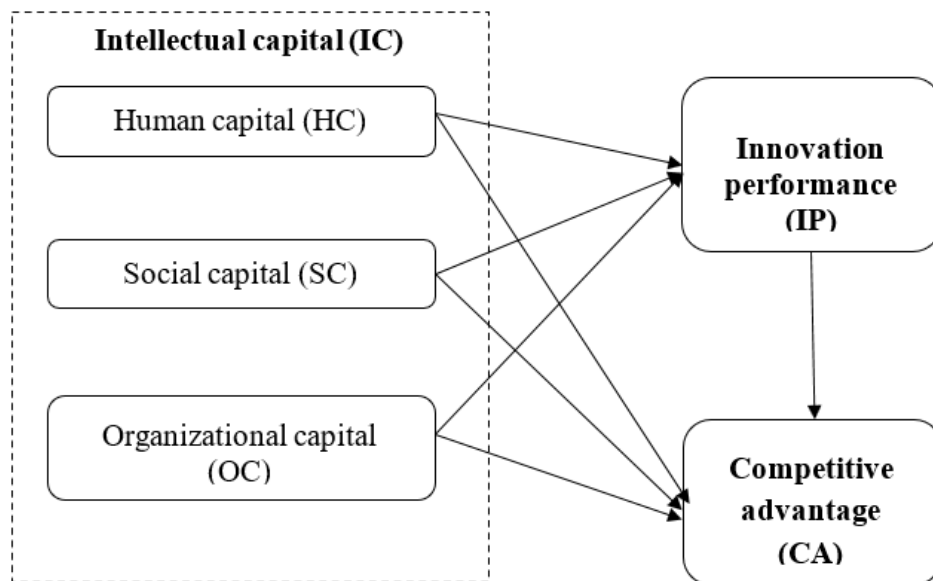 Intellectual capital (IC)
Human capital (HC)
Social capital (SC)
Organizational capital
(OC)
Innovation
performance
(IP)
Competitive
advantage
(CA)